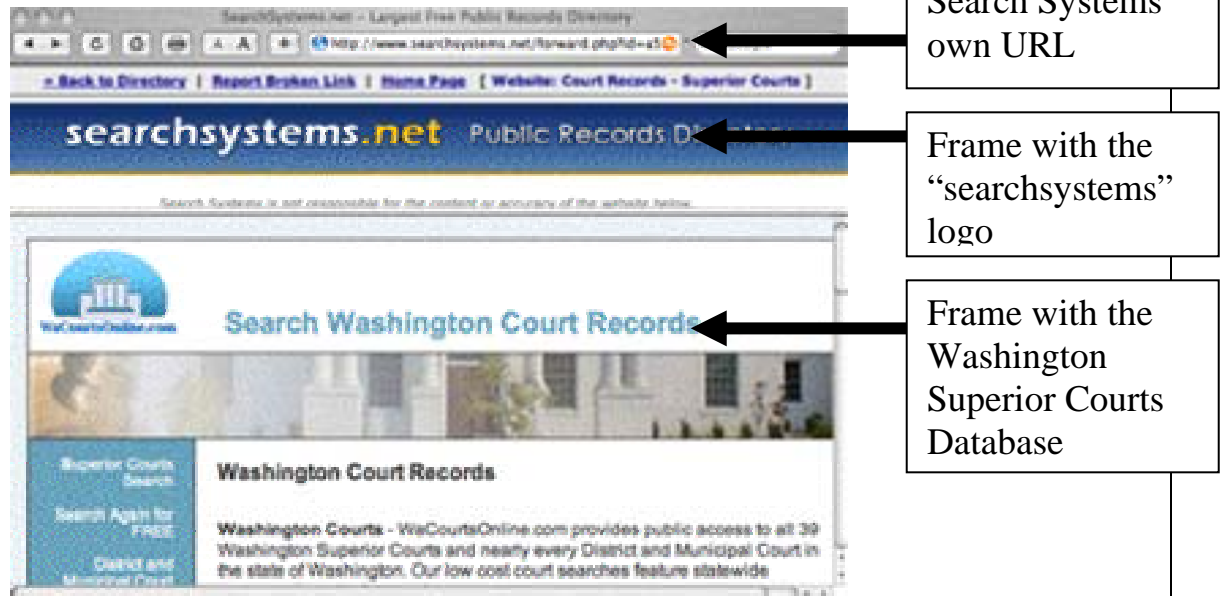 SearchSystems.net - Largest Free Public Records Directory
A A + http://www.searchsystems.net/forward.php?id=a5
« Back to Directory | Report Broken Link | Home Page [ Website: Court Records - Superior Courts ]
searchsystems.net Public Records
Search Systems is not responsible for the content or accuracy of the website below.
WaCourtsOnline.com
Search Washington Court Records
Superior Courts
Search
Search Again for
FREE
District and
Municipal Court
Washington Court Records
Washington Courts - WaCourtsOnline.com provides public access to all 39
Washington Superior Courts and nearly every District and Municipal Court in
the state of Washington. Our low cost court searches feature statewide
Search Systems
own URL
Frame with the
“searchsystems”
logo
Frame with the
Washington
Superior Courts
Database